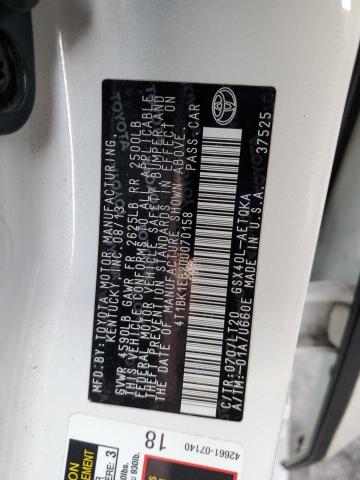 MFD.BY:TOYOTA MOTOR MANUFACTURING,
KENTUCKY, INC. 08/13
GVWR 4590LB GAWR FR 2625LB RR 2500LB
THIS VEHICLE CONFORMS TO ALL APPLICABLE
FEDERAL MOTOR VEHICLE SAFETY, BUMPER, AND
THEFT PREVENTION STANDARDS IN EFFECT ON
THE DATE OF MANUFACTURE SHOWN ABOVE.
PASS.CAR
C/TR:070/LT20 GSX40L-AETQKA
A/TM:-01A/U660E MADE IN U.S.A. 37525
TOYOTA
42661-07140
18